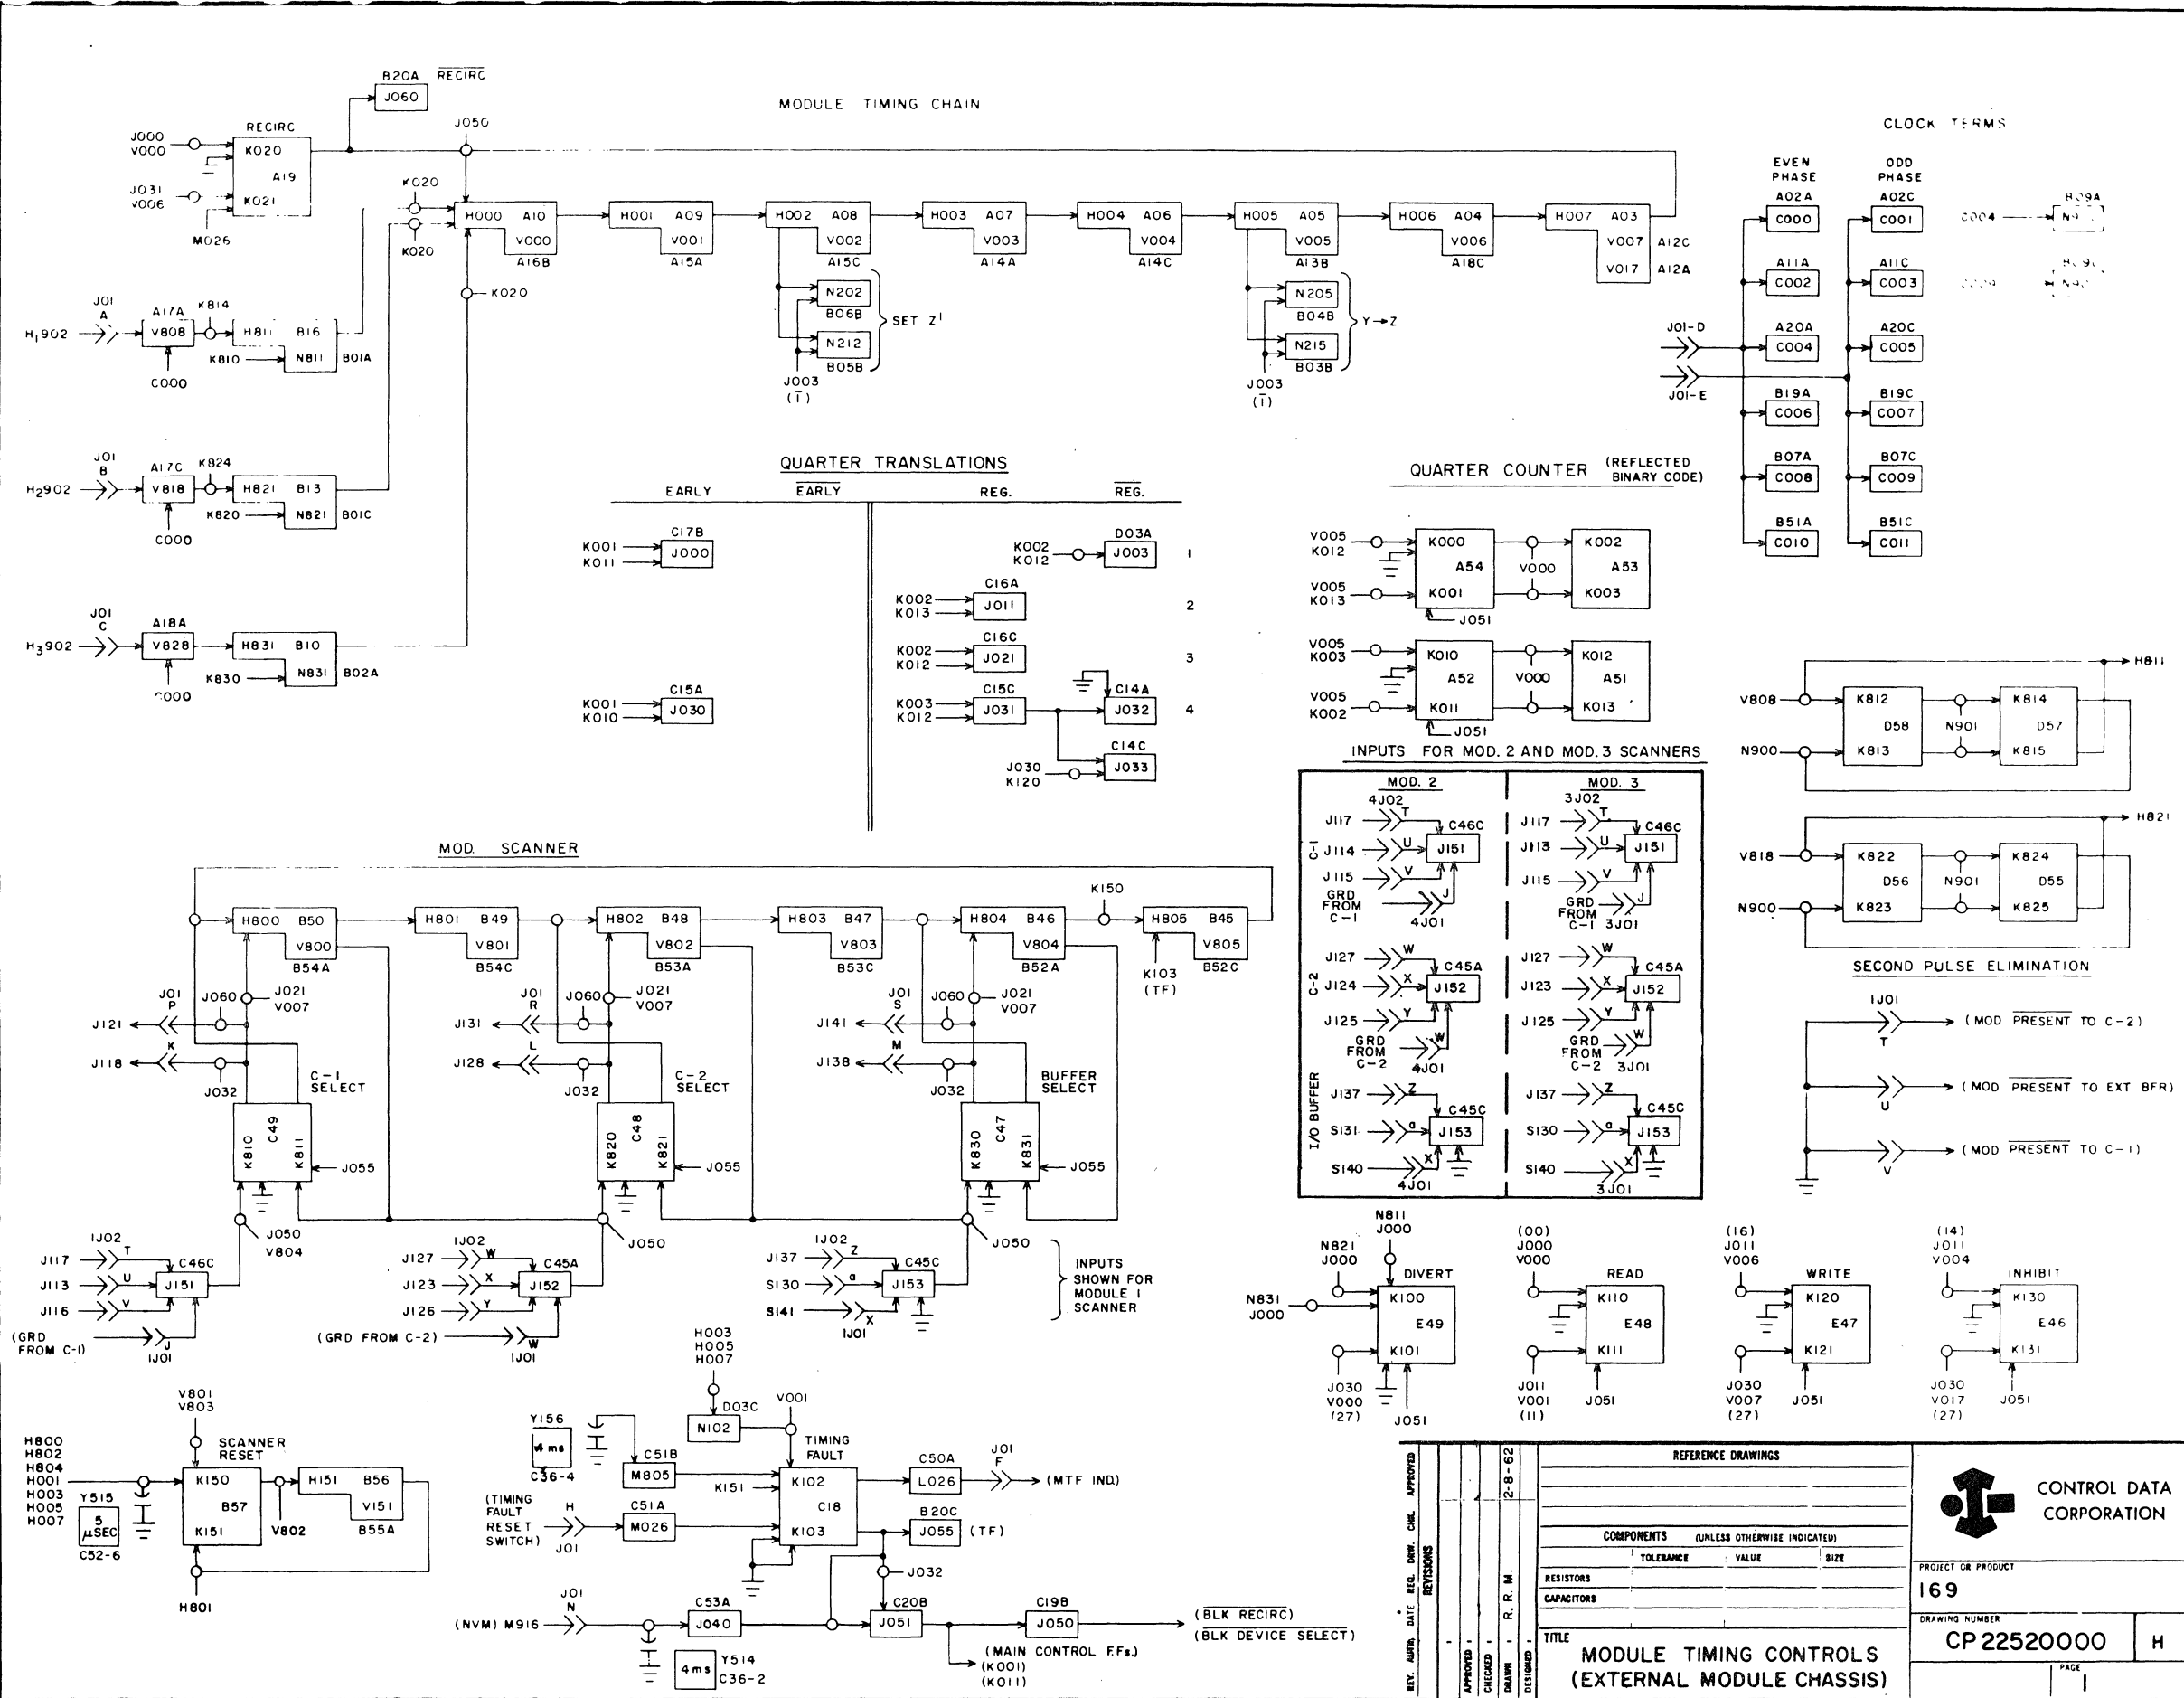 MODULE TIMING CHAIN
B20A RECIRC
J060
RECIRC
J000
V000
K020
A19
J031
V006
K021
M026
J050
K020
K020
K020
H000 A10
V000
A16B
H001 A09
V001
A15A
H002 A08
V002
A15C
H003 A07
V003
A14A
H004 A06
V004
A14C
H005 A05
V005
A13B
H006 A04
V006
A18C
H007 A03
V007 A12C
V017 A12A
N202
B06B
N212
B05B
SET Z¹
J003
(1)
N205
B04B
N215
B03B
Y→Z
J003
(1)
J01
A
H₁902
A17A
V808
C000
K814
H811 B16
K810
N811 B01A
J01
B
H₂902
A17C
V818
C000
K824
H821 B13
K820
N821 B01C
J01
C
H₃902
A18A
V828
C000
H831 B10
K830
N831 B02A
CLOCK TERMS
EVEN PHASE
ODD PHASE
A02A
C000
A02C
C001
A11A
C002
A11C
C003
A20A
C004
A20C
C005
B19A
C006
B19C
C007
B07A
C008
B07C
C009
B51A
C010
B51C
C011
J01-D
J01-E
C004
B09A
QUARTER TRANSLATIONS
EARLY
EARLY
REG.
REG.
K001
K011
C17B
J000
K002
K012
D03A
J003
1
K002
K013
C16A
J011
2
K002
K012
C16C
J021
3
K001
K010
C15A
J030
K003
K012
C15C
J031
C14A
J032
4
J030
K120
C14C
J033
QUARTER COUNTER (REFLECTED BINARY CODE)
V005
K012
K000
A54
K001
V005
K013
J051
V000
K002
A53
K003
V005
K003
K010
A52
K011
V005
K002
J051
V000
K012
A51
K013
V808
N900
K812
D58
K813
N901
K814
D57
K815
H811
V818
N900
K822
D56
K823
N901
K824
D55
K825
H821
SECOND PULSE ELIMINATION
1J01
T
(MOD PRESENT TO C-2)
U
(MOD PRESENT TO EXT BFR)
V
(MOD PRESENT TO C-1)
INPUTS FOR MOD. 2 AND MOD. 3 SCANNERS
MOD. 2
4J02
C-1
J117 T
J114 U
J115 V
C46C
J151
GRD FROM C-1
J
4J01
C-2
J127 W
J124 X
J125 Y
C45A
J152
GRD FROM C-2
W
4J01
I/O BUFFER
J137 Z
S131 a
S140 X
C45C
J153
4J01
MOD. 3
3J02
J117 T
J113 U
J115 V
C46C
J151
GRD FROM C-1
J
3J01
J127 W
J123 X
J125 Y
C45A
J152
GRD FROM C-2
W
3J01
J137 Z
S130 a
S140 X
C45C
J153
3J01
MOD. SCANNER
H800 B50
V800
B54A
H801 B49
V801
B54C
H802 B48
V802
B53A
H803 B47
V803
B53C
H804 B46
V804
B52A
K150
H805 B45
V805
B52C
K103
(TF)
J01
P
J121
J060
J021
V007
K
J118
J032
C-1 SELECT
K810
C49
K811
J055
J01
R
J131
J060
J021
V007
L
J128
J032
C-2 SELECT
K820
C48
K821
J055
J01
S
J141
J060
J021
V007
M
J138
J032
BUFFER SELECT
K830
C47
K831
J055
J050
V804
J050
J050
1J02
J117 T
J113 U
J116 V
C46C
J151
(GRD FROM C-1)
J
1J01
1J02
J127 W
J123 X
J126 Y
C45A
J152
(GRD FROM C-2)
W
1J01
1J02
J137 Z
S130 a
S141 X
C45C
J153
1J01
INPUTS SHOWN FOR MODULE 1 SCANNER
N811
J000
N821
J000
N831
J000
DIVERT
K100
E49
K101
J030
V000
(27)
J051
(00)
J000
V000
READ
K110
E48
K111
J011
V001
(11)
J051
(16)
J011
V006
WRITE
K120
E47
K121
J030
V007
(27)
J051
(14)
J011
V004
INHIBIT
K130
E46
K131
J030
V017
(27)
J051
V801
V803
SCANNER RESET
H800
H802
H804
H001
H003
H005
H007
Y515
5 µSEC
C52-6
K150
B57
K151
H801
V802
H151 B56
V151
B55A
H003
H005
H007
D03C
N102
V001
Y156
4 ms
C36-4
C51B
M805
K151
(TIMING FAULT RESET SWITCH)
H
J01
C51A
M026
TIMING FAULT
K102
C18
K103
C50A
L026
J01
F
(MTF IND.)
B20C
J055 (TF)
J032
(NVM) M916
J01
N
C53A
J040
4ms
Y514
C36-2
C20B
J051
C19B
J050
(BLK RECIRC)
(BLK DEVICE SELECT)
(MAIN CONTROL F.Fs.)
(K001)
(K011)
REV. AUTH. DATE REQ. DRW. CHK. APPROVED
REVISIONS
APPROVED
CHECKED
DRAWN R. R. M. 2-8-62
DESIGNED
REFERENCE DRAWINGS
COMPONENTS (UNLESS OTHERWISE INDICATED)
TOLERANCE VALUE SIZE
RESISTORS
CAPACITORS
TITLE
MODULE TIMING CONTROLS
(EXTERNAL MODULE CHASSIS)
CONTROL DATA
CORPORATION
PROJECT OR PRODUCT
169
DRAWING NUMBER
CP 22520000 H
PAGE
1